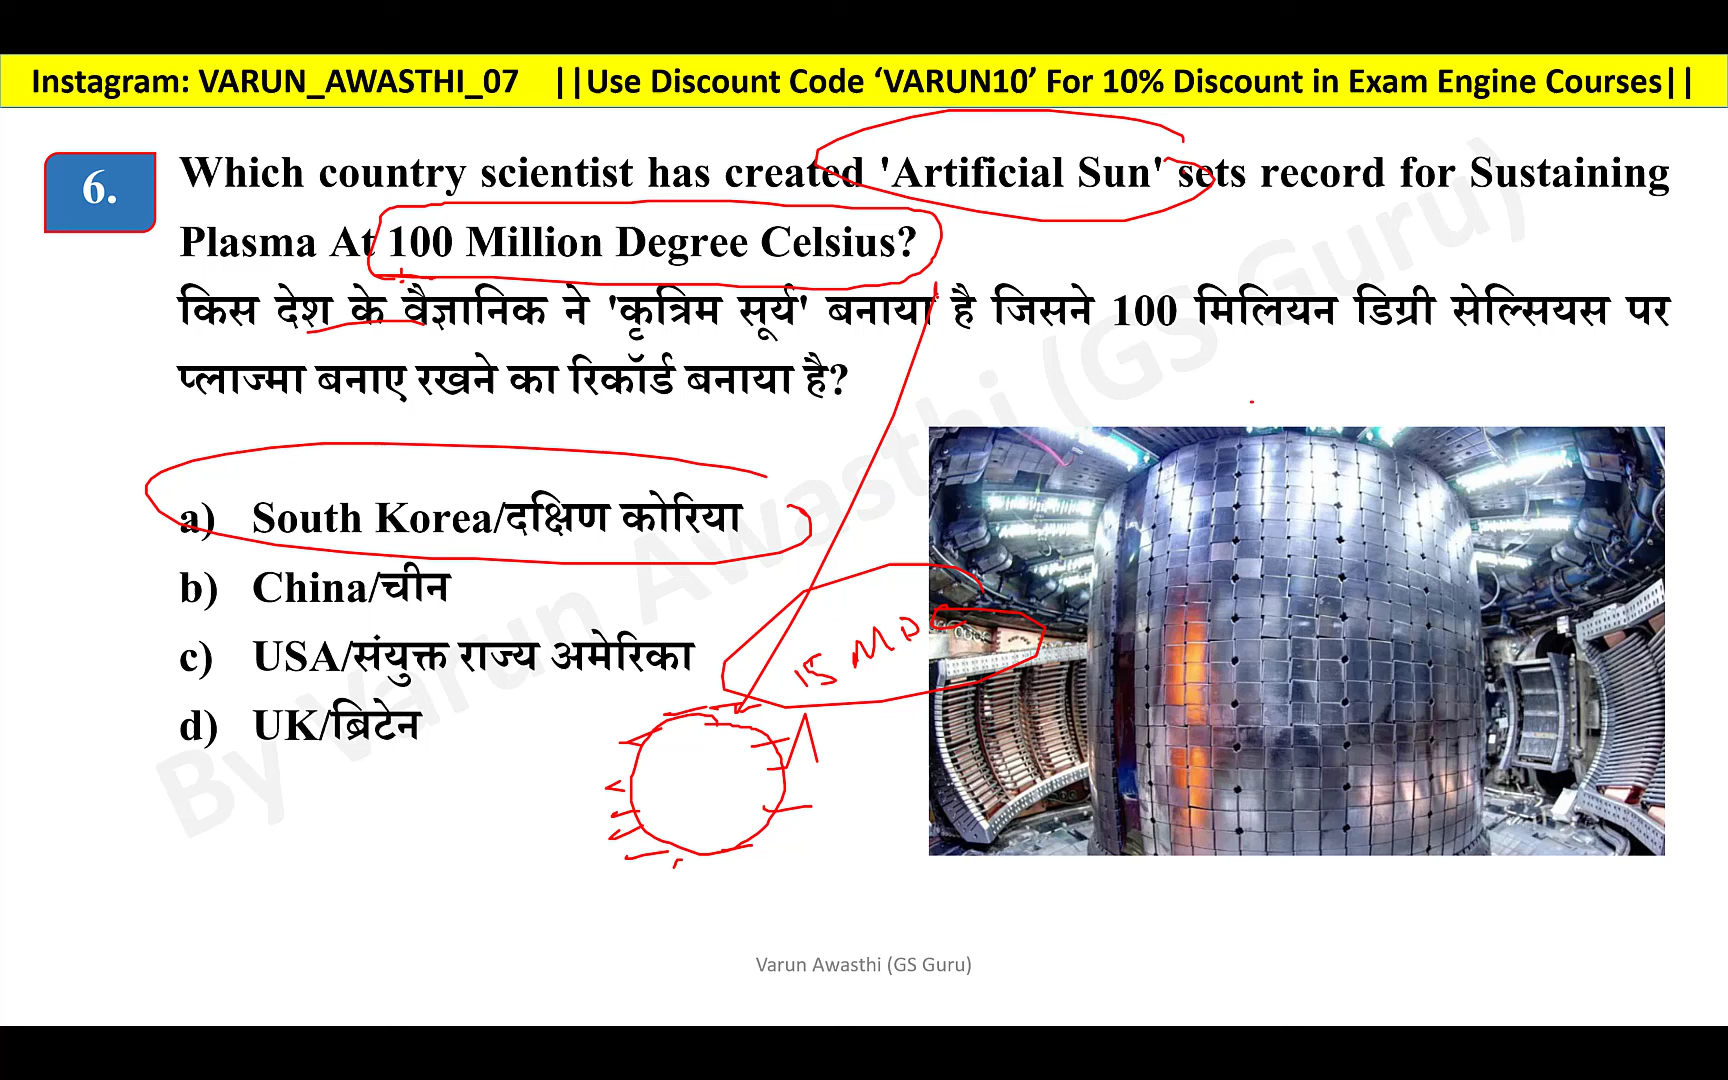 Instagram: VARUN_AWASTHI_07 ||Use Discount Code ‘VARUN10’ For 10% Discount in Exam Engine Courses||
6.
Which country scientist has created 'Artificial Sun' sets record for Sustaining
Plasma At 100 Million Degree Celsius?
किस देश के वैज्ञानिक ने 'कृत्रिम सूर्य' बनाया है जिसने 100 मिलियन डिग्री सेल्सियस पर
प्लाज्मा बनाए रखने का रिकॉर्ड बनाया है?
a) South Korea/दक्षिण कोरिया
b) China/चीन
c) USA/संयुक्त राज्य अमेरिका
d) UK/ब्रिटेन
15 M D C
By Varun Awasthi (GS Guru)
Varun Awasthi (GS Guru)